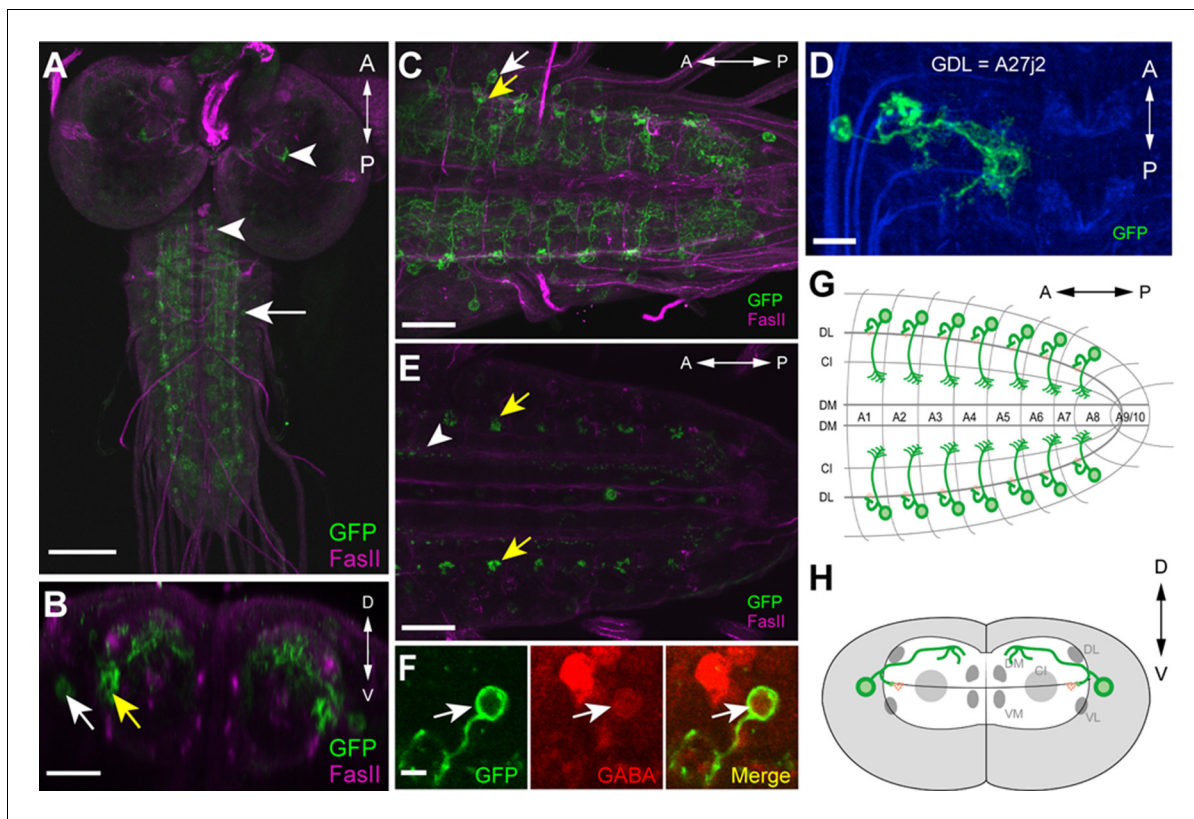 A
A
P
GFP
FasII
B
D
V
GFP
FasII
C
A P
GFP
FasII
D
GDL = A27j2
A
P
GFP
E
A P
GFP
FasII
F
GFP
GABA
Merge
G
A P
DL
CI
DM
DM
CI
DL
A1 A2 A3 A4 A5 A6 A7 A8 A9/10
H
D
V
DM
CI
DL
VM
VL